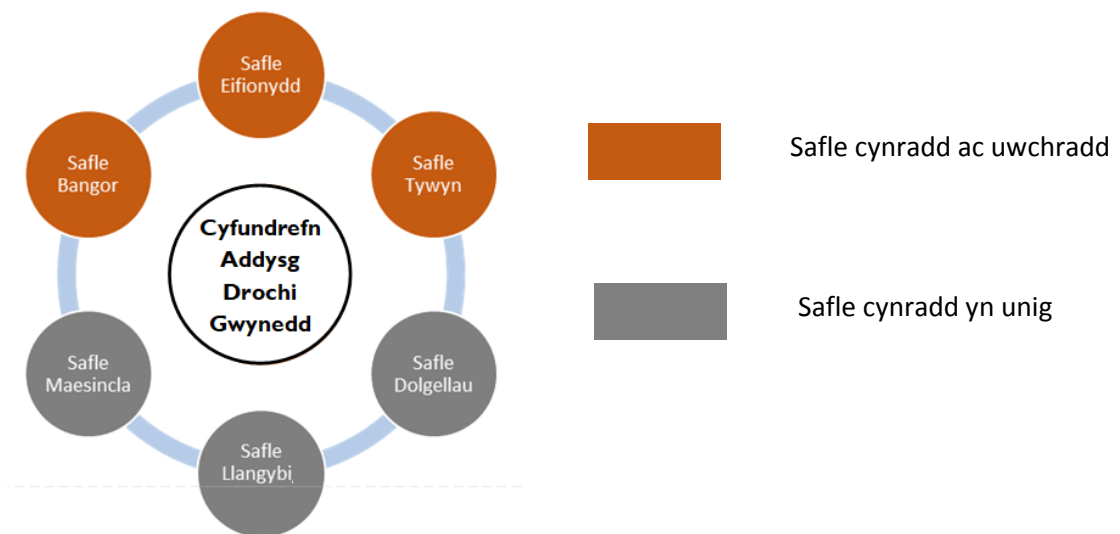 Safle
Eifionydd
Safle
Bangor
Safle
Tywyn
Cyfundrefn
Addysg
Drochi
Gwynedd
Safle
Maesincla
Safle
Dolgellau
Safle
Llangybi
Safle cynradd ac uwchradd
Safle cynradd yn unig